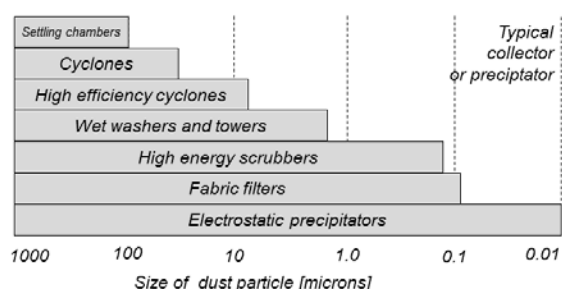 Settling chambers
Typical
collector
or preciptator
Cyclones
High efficiency cyclones
Wet washers and towers
High energy scrubbers
Fabric filters
Electrostatic precipitators
1000 100 10 1.0 0.1 0.01
Size of dust particle [microns]